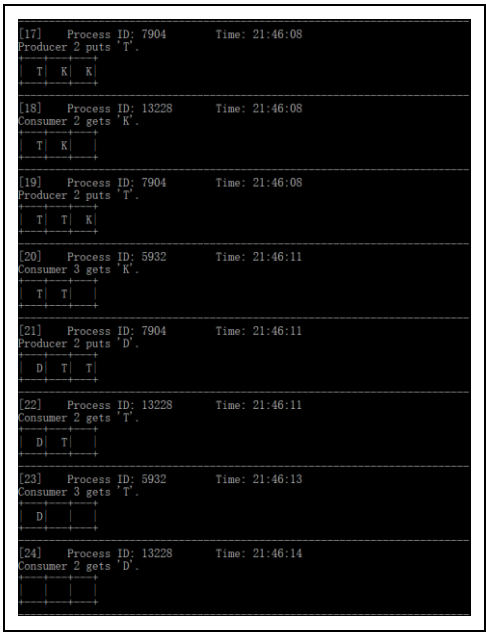 [17] Process ID: 7904 Time: 21:46:08
Producer 2 puts 'T'.
+---+---+---+
| T| K| K|
+---+---+---+
[18] Process ID: 13228 Time: 21:46:08
Consumer 2 gets 'K'.
+---+---+---+
| T| K| |
+---+---+---+
[19] Process ID: 7904 Time: 21:46:08
Producer 2 puts 'T'.
+---+---+---+
| T| T| K|
+---+---+---+
[20] Process ID: 5932 Time: 21:46:11
Consumer 3 gets 'K'.
+---+---+---+
| T| T| |
+---+---+---+
[21] Process ID: 7904 Time: 21:46:11
Producer 2 puts 'D'.
+---+---+---+
| D| T| T|
+---+---+---+
[22] Process ID: 13228 Time: 21:46:11
Consumer 2 gets 'T'.
+---+---+---+
| D| T| |
+---+---+---+
[23] Process ID: 5932 Time: 21:46:13
Consumer 3 gets 'T'.
+---+---+---+
| D| | |
+---+---+---+
[24] Process ID: 13228 Time: 21:46:14
Consumer 2 gets 'D'.
+---+---+---+
| | | |
+---+---+---+